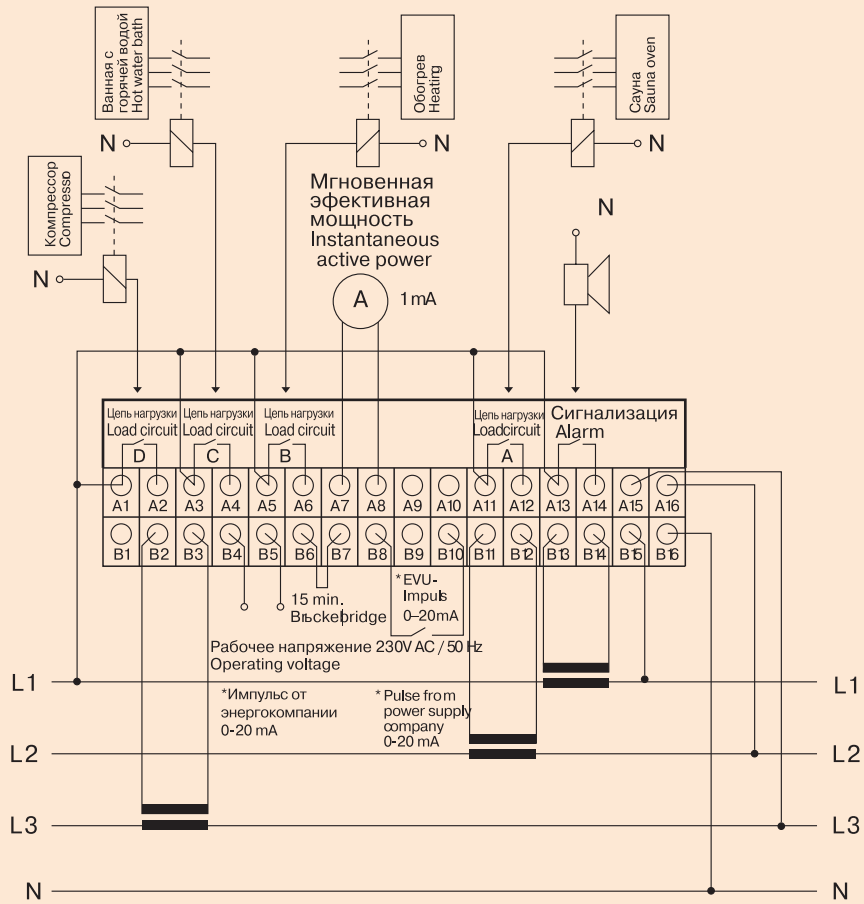 Ванная с
горячей водой
Hot water bath
Обогрев
Heating
Сауна
Sauna oven
N
N
N
Компрессор
Compresso
N
Мгновенная
эфективная
мощность
Instantaneous
active power
N
A
1 mA
Цепь нагрузки
Load circuit
D
Цепь нагрузки
Load circuit
C
Цепь нагрузки
Load circuit
B
Цепь нагрузки
Loadcircuit
A
Сигнализация
Alarm
A1 A2 A3 A4 A5 A6 A7 A8 A9 A10 A11 A12 A13 A14 A15 A16
B1 B2 B3 B4 B5 B6 B7 B8 B9 B10 B11 B12 B13 B14 B15 B16
15 min.
Brъckebridge
*EVU-
Impuls
0–20mA
Рабочее напряжение 230V AC / 50 Hz
Operating voltage
L1
L1
*Импульс от
энергокомпании
0-20 mA
* Pulse from
power supply
company
0-20 mA
L2
L2
L3
L3
N
N